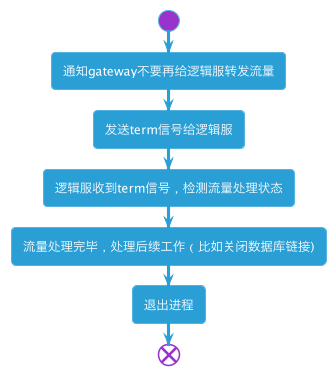 通知gateway不要再给逻辑服转发流量
发送term信号给逻辑服
逻辑服收到term信号，检测流量处理状态
流量处理完毕，处理后续工作（比如关闭数据库链接)
退出进程